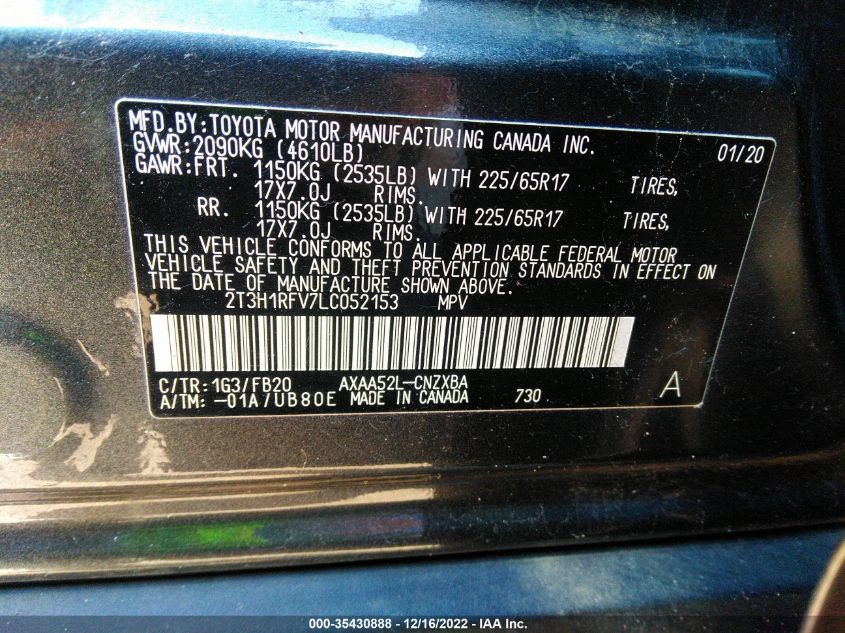 MFD.BY:TOYOTA MOTOR MANUFACTURING CANADA INC. 01/20
GVWR:2090KG (4610LB)
GAWR:FRT. 1150KG (2535LB) WITH 225/65R17 TIRES,
17X7.0J RIMS.
RR. 1150KG (2535LB) WITH 225/65R17 TIRES,
17X7.0J RIMS.
THIS VEHICLE CONFORMS TO ALL APPLICABLE FEDERAL MOTOR
VEHICLE SAFETY AND THEFT PREVENTION STANDARDS IN EFFECT ON
THE DATE OF MANUFACTURE SHOWN ABOVE.
2T3H1RFV7LC052153 MPV
C/TR:1G3/FB20 AXAA52L-CNZXBA A
A/TM:-01A/UB80E MADE IN CANADA 730
000-35430888 - 12/16/2022 - IAA Inc.